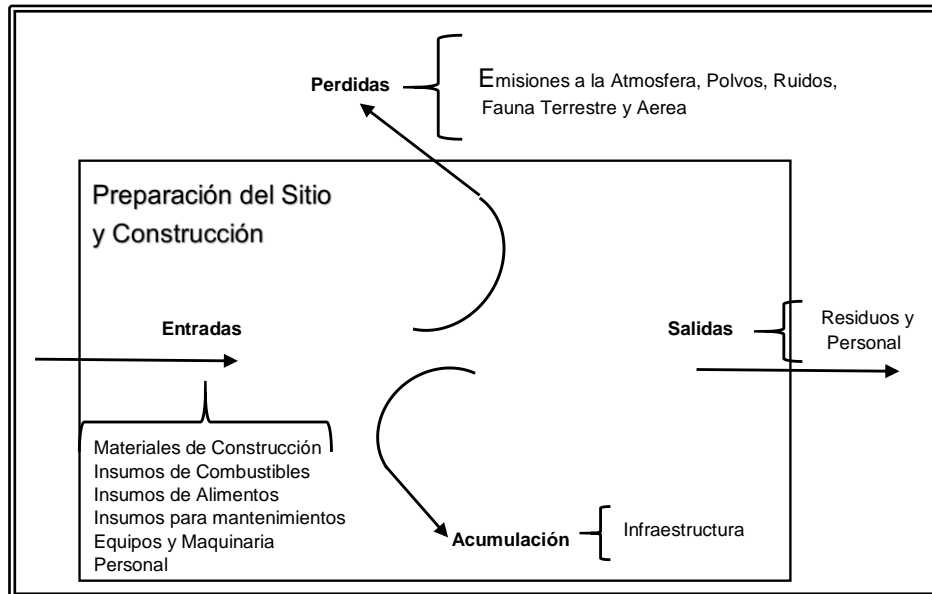 Perdidas
Emisiones a la Atmosfera, Polvos, Ruidos,
Fauna Terrestre y Aerea
Preparación del Sitio
y Construcción
Entradas
Salidas
Residuos y
Personal
Materiales de Construcción
Insumos de Combustibles
Insumos de Alimentos
Insumos para mantenimientos
Equipos y Maquinaria
Personal
Acumulación
Infraestructura